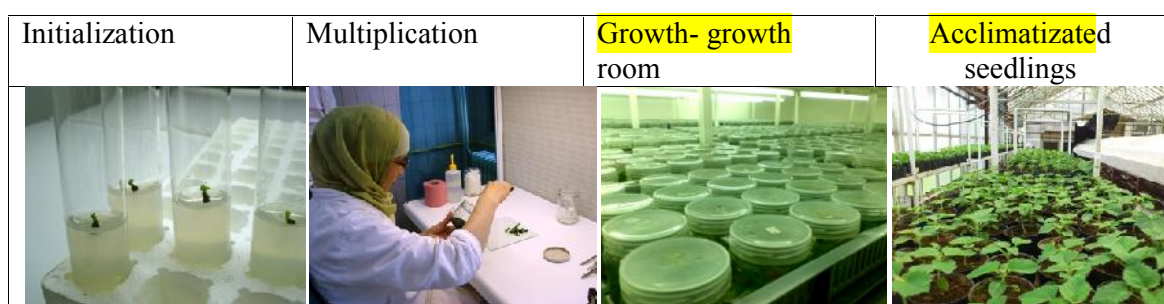 Initialization
Multiplication
Growth- growth
room
Acclimatizated
seedlings